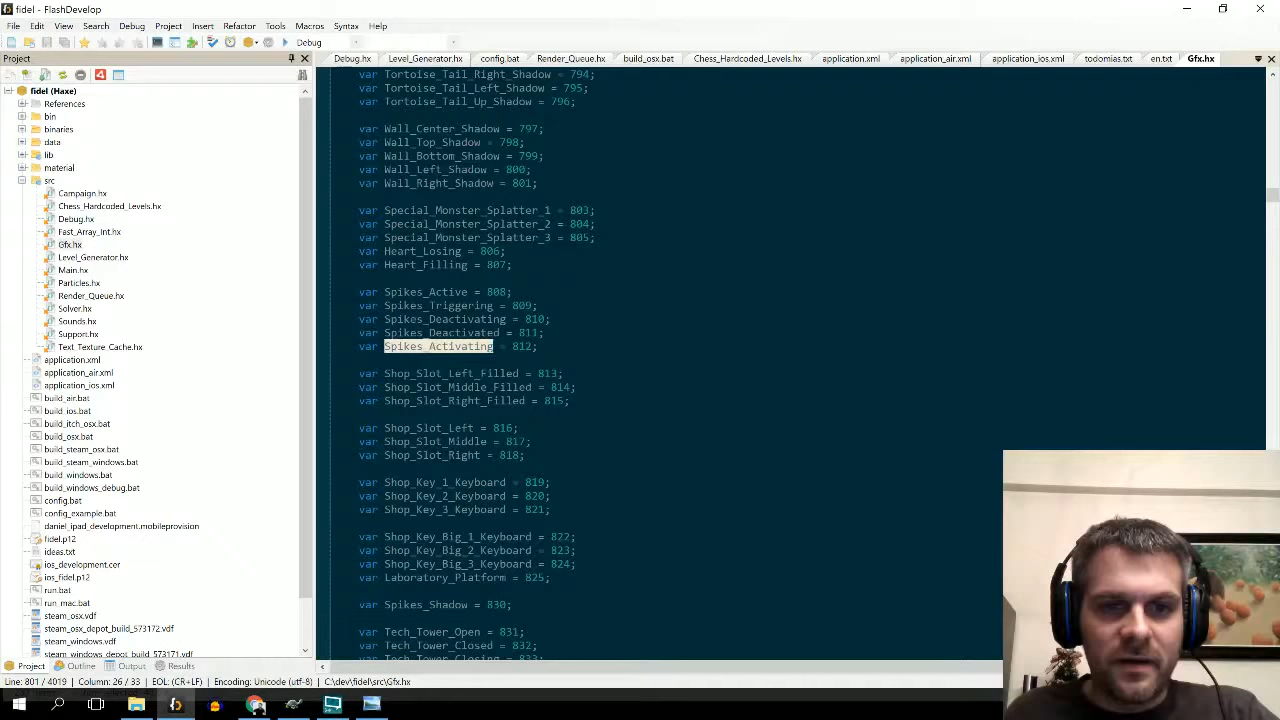 fidel - FlashDevelop
File Edit Search View Debug Project Insert Refactor Tools Macros Syntax Help
Debug
Project
Debug.hx Level_Generator.hx config.bat Render_Queue.hx build_osx.bat Chess_Hardcoded_Levels.hx application.xml application_air.xml application_ios.xml todomias.txt en.txt Gfx.hx
fidel (Haxe)
References
bin
binaries
data
lib
material
src
Campaign.hx
Chess_Hardcoded_Levels.hx
Debug.hx
Fast_Array_Int.hx
Gfx.hx
Level_Generator.hx
Main.hx
Particles.hx
Render_Queue.hx
Solver.hx
Sounds.hx
Support.hx
Text_Texture_Cache.hx
application.xml
application_air.xml
application_ios.xml
build_air.bat
build_ios.bat
build_itch_osx.bat
build_osx.bat
build_steam_osx.bat
build_steam_windows.bat
build_windows.bat
build_windows_debug.bat
config.bat
config_example.bat
daniel_ipad_development.mobileprovision
fidel.p12
ideas.txt
ios_development.cer
ios_fidel.p12
run.bat
run_mac.bat
steam_osx.vdf
steam_osx_depot_build_573172.vdf
steam_windows.vdf
steam_windows_depot_build_573171.vdf
var Tortoise_Tail_Right_Shadow = 794;
var Tortoise_Tail_Left_Shadow = 795;
var Tortoise_Tail_Up_Shadow = 796;
var Wall_Center_Shadow = 797;
var Wall_Top_Shadow = 798;
var Wall_Bottom_Shadow = 799;
var Wall_Left_Shadow = 800;
var Wall_Right_Shadow = 801;
var Special_Monster_Splatter_1 = 803;
var Special_Monster_Splatter_2 = 804;
var Special_Monster_Splatter_3 = 805;
var Heart_Losing = 806;
var Heart_Filling = 807;
var Spikes_Active = 808;
var Spikes_Triggering = 809;
var Spikes_Deactivating = 810;
var Spikes_Deactivated = 811;
var Spikes_Activating = 812;
var Shop_Slot_Left_Filled = 813;
var Shop_Slot_Middle_Filled = 814;
var Shop_Slot_Right_Filled = 815;
var Shop_Slot_Left = 816;
var Shop_Slot_Middle = 817;
var Shop_Slot_Right = 818;
var Shop_Key_1_Keyboard = 819;
var Shop_Key_2_Keyboard = 820;
var Shop_Key_3_Keyboard = 821;
var Shop_Key_Big_1_Keyboard = 822;
var Shop_Key_Big_2_Keyboard = 823;
var Shop_Key_Big_3_Keyboard = 824;
var Laboratory_Platform = 825;
var Spikes_Shadow = 830;
var Tech_Tower_Open = 831;
var Tech_Tower_Closed = 832;
var Tech_Tower_Closing = 833;
Project Outline Output Results
Line: 801 / 4019 Column: 26 / 33 EOL: (CR+LF) Encoding: Unicode (utf-8) C:\dev\fidel\src\Gfx.hx